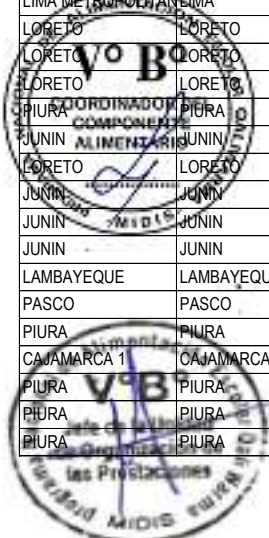 LIMA METROPOLITAN LIMA
LORETO LORETO
LORETO LORETO
LORETO LORETO
PIURA PIURA
JUNIN JUNIN
LORETO LORETO
JUNIN JUNIN
JUNIN JUNIN
JUNIN JUNIN
LAMBAYEQUE LAMBAYEQU
PASCO PASCO
PIURA PIURA
CAJAMARCA 1 CAJAMARCA
PIURA PIURA
PIURA PIURA
PIURA PIURA
V° B°
COORDINADOR
COMPONENTE
ALIMENTARIO
MIDIS
V°B°
Jefe de la Unidad
de Organización de
las Prestaciones
MIDIS